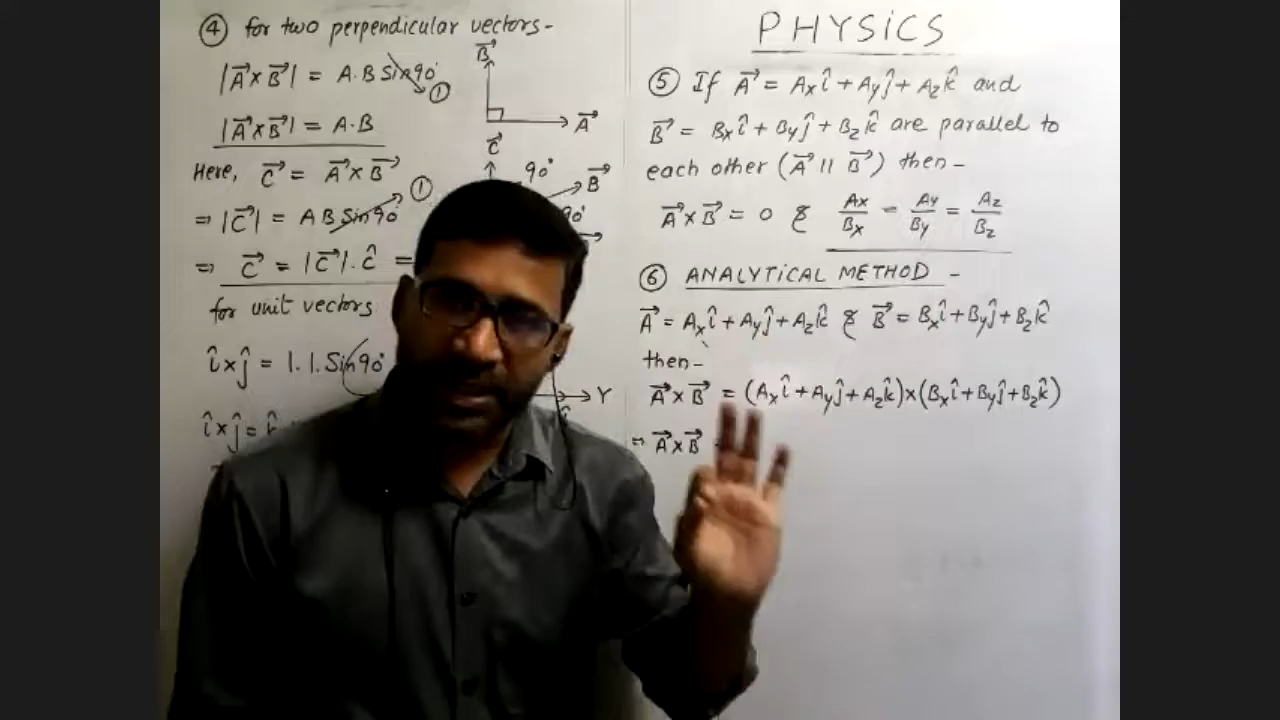 ④ for two perpendicular vectors-
|A⃗×B⃗| = A.B Sin90° ①
|A⃗×B⃗| = A.B
Here, C⃗ = A⃗×B⃗
⇒ |C⃗| = AB Sin90° ①
⇒ C⃗ = |C⃗|.ĉ =
for unit vectors
î×ĵ = 1.1.Sin90°
î×ĵ =
B⃗
A⃗
C⃗
90°
B⃗
90°
Y
PHYSICS
⑤ If A⃗ = Axî + Ayĵ + Azk̂ and
B⃗ = Bxî + Byĵ + Bzk̂ are parallel to
each other (A⃗ || B⃗) then -
A⃗×B⃗ = 0 & Ax/Bx = Ay/By = Az/Bz
⑥ ANALYTICAL METHOD -
A⃗ = Axî + Ayĵ + Azk̂ & B⃗ = Bxî + Byĵ + Bzk̂
then-
A⃗×B⃗ = (Axî + Ayĵ + Azk̂)×(Bxî + Byĵ + Bzk̂)
⇒ A⃗×B⃗